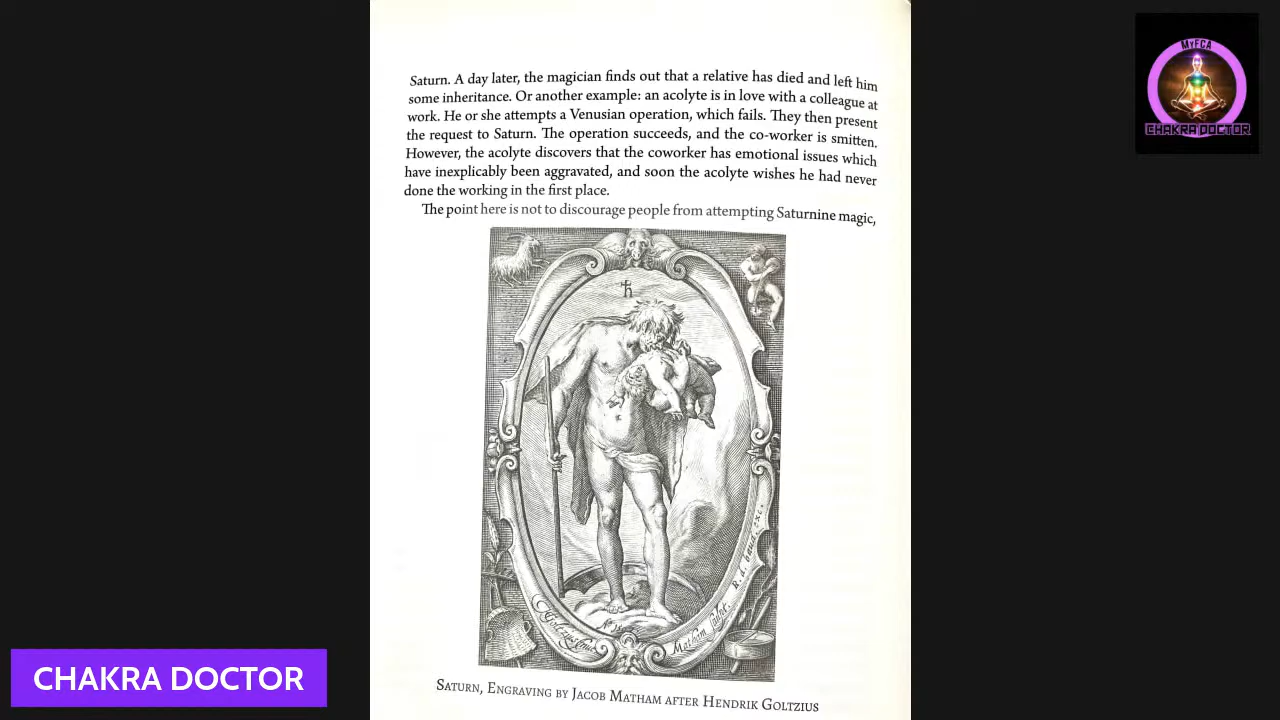 Saturn. A day later, the magician finds out that a relative has died and left him
some inheritance. Or another example: an acolyte is in love with a colleague at
work. He or she attempts a Venusian operation, which fails. They then present
the request to Saturn. The operation succeeds, and the co-worker is smitten.
However, the acolyte discovers that the coworker has emotional issues which
have inexplicably been aggravated, and soon the acolyte wishes he had never
done the working in the first place.
The point here is not to discourage people from attempting Saturnine magic,
♄
Matham
SATURN, ENGRAVING BY JACOB MATHAM AFTER HENDRIK GOLTZIUS
MYFCA
CHAKRA DOCTOR
CHAKRA DOCTOR